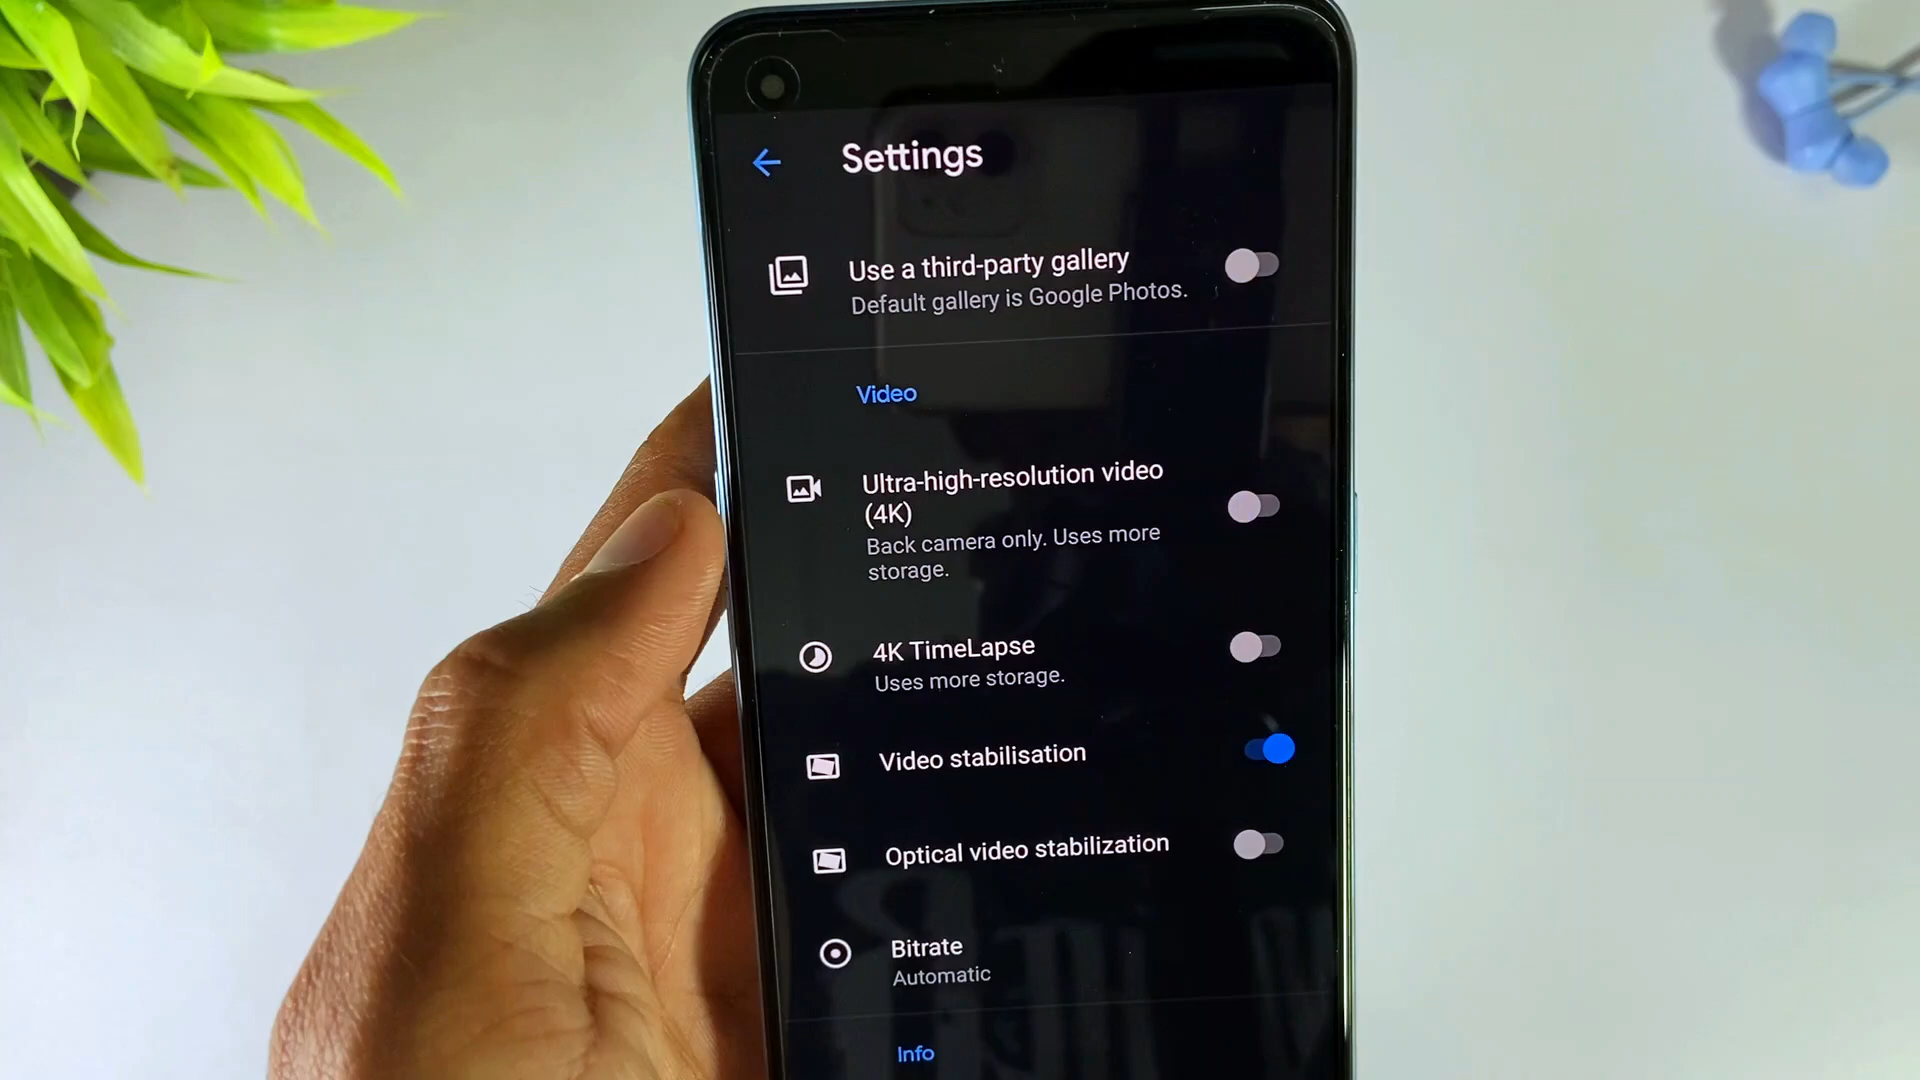 Settings
Use a third-party gallery
Default gallery is Google Photos.
Video
Ultra-high-resolution video
(4K)
Back camera only. Uses more
storage.
4K TimeLapse
Uses more storage.
Video stabilisation
Optical video stabilization
Bitrate
Automatic
Info